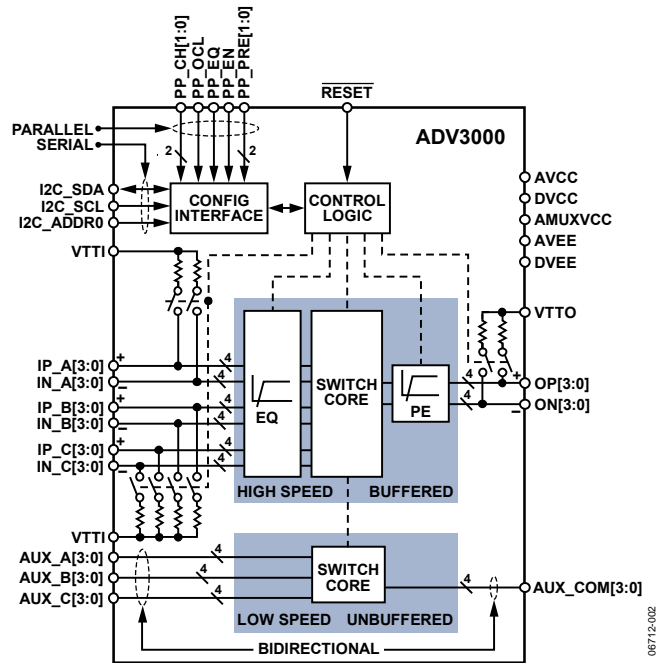 PP_CH[1:0]
PP_OCL
PP_EQ
PP_EN
PP_PRE[1:0]
RESET
PARALLEL
SERIAL
ADV3000
2
2
I2C_SDA
I2C_SCL
I2C_ADDR0
CONFIG
INTERFACE
CONTROL
LOGIC
AVCC
DVCC
AMUXVCC
AVEE
DVEE
VTTI
VTTO
IP_A[3:0]
+
4
IN_A[3:0]
−
4
IP_B[3:0]
+
4
IN_B[3:0]
−
4
IP_C[3:0]
+
4
IN_C[3:0]
−
4
EQ
SWITCH
CORE
PE
4
+
OP[3:0]
4
−
ON[3:0]
HIGH SPEED
BUFFERED
VTTI
AUX_A[3:0]
4
AUX_B[3:0]
4
AUX_C[3:0]
4
SWITCH
CORE
4
AUX_COM[3:0]
LOW SPEED
UNBUFFERED
BIDIRECTIONAL
06712-002